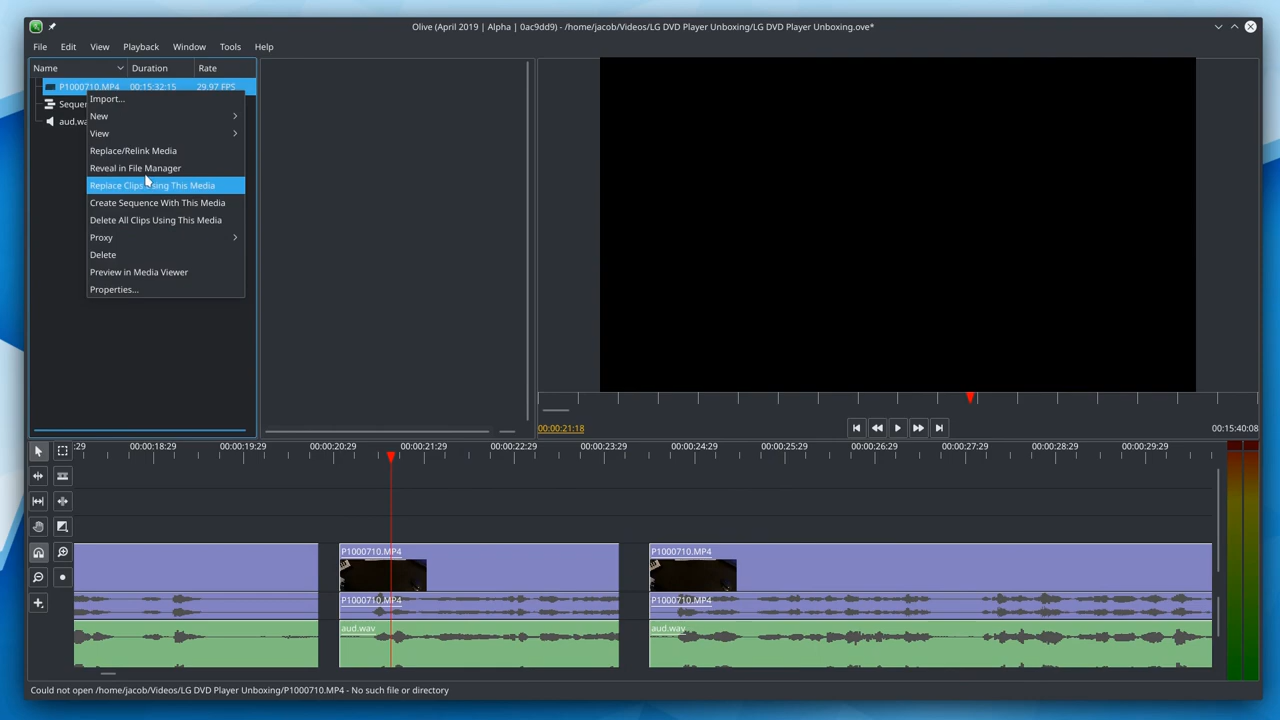 Olive (April 2019 | Alpha | 0ac9dd9) - /home/jacob/Videos/LG DVD Player Unboxing/LG DVD Player Unboxing.ove*
File Edit View Playback Window Tools Help
Name Duration Rate
P1000710.MP4 00:15:32:15 29.97 FPS
Import...
New
View
Replace/Relink Media
Reveal in File Manager
Replace Clips Using This Media
Create Sequence With This Media
Delete All Clips Using This Media
Proxy
Delete
Preview in Media Viewer
Properties...
00:00:21:18 00:15:40:08
:29 00:00:18:29 00:00:19:29 00:00:20:29 00:00:21:29 00:00:22:29 00:00:23:29 00:00:24:29 00:00:25:29 00:00:26:29 00:00:27:29 00:00:28:29 00:00:29:29
P1000710.MP4 P1000710.MP4
P1000710.MP4 P1000710.MP4
aud.wav aud.wav
Could not open /home/jacob/Videos/LG DVD Player Unboxing/P1000710.MP4 - No such file or directory